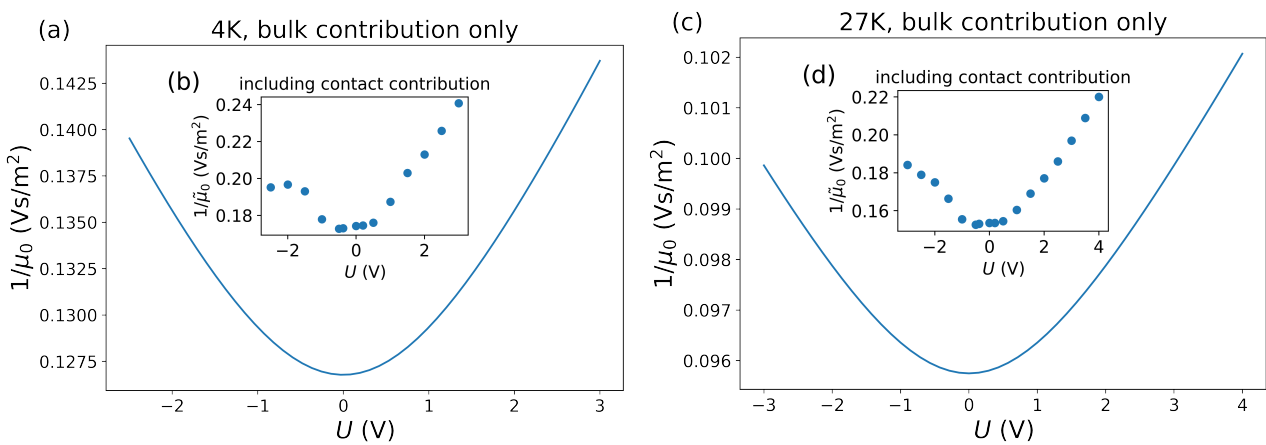 (a)
4K, bulk contribution only
1/μ₀ (Vs/m²)
0.1425
0.1400
0.1375
0.1350
0.1325
0.1300
0.1275
−2 −1 0 1 2 3
U (V)
(b)
including contact contribution
1/μ̃₀ (Vs/m²)
0.24
0.22
0.20
0.18
−2 0 2
U (V)
(c)
27K, bulk contribution only
1/μ₀ (Vs/m²)
0.102
0.101
0.100
0.099
0.098
0.097
0.096
−3 −2 −1 0 1 2 3 4
U (V)
(d)
including contact contribution
1/μ̃₀ (Vs/m²)
0.22
0.20
0.18
0.16
−2 0 2 4
U (V)